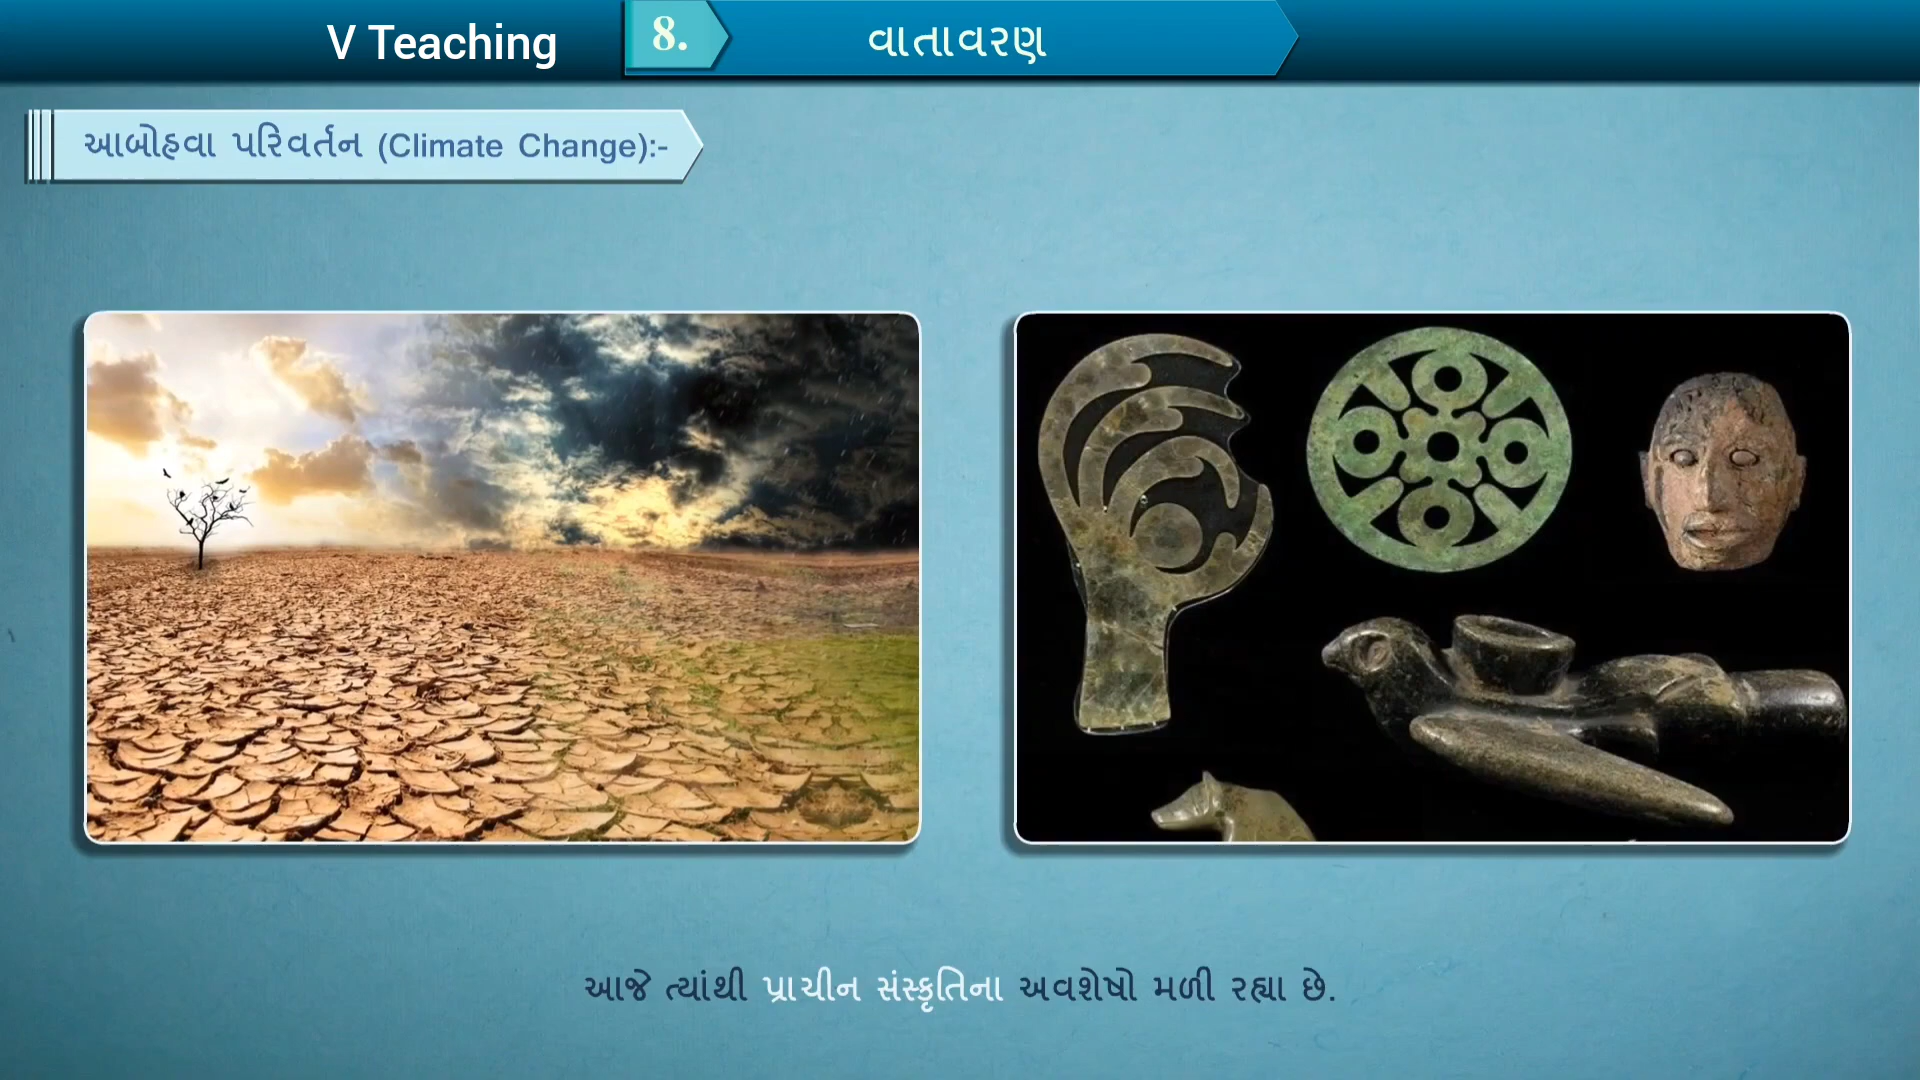 V Teaching
8.
વાતાવરણ
આબોહવા પરિવર્તન (Climate Change):-
આજે ત્યાંથી પ્રાચીન સંસ્કૃતિના અવશેષો મળી રહ્યા છે.